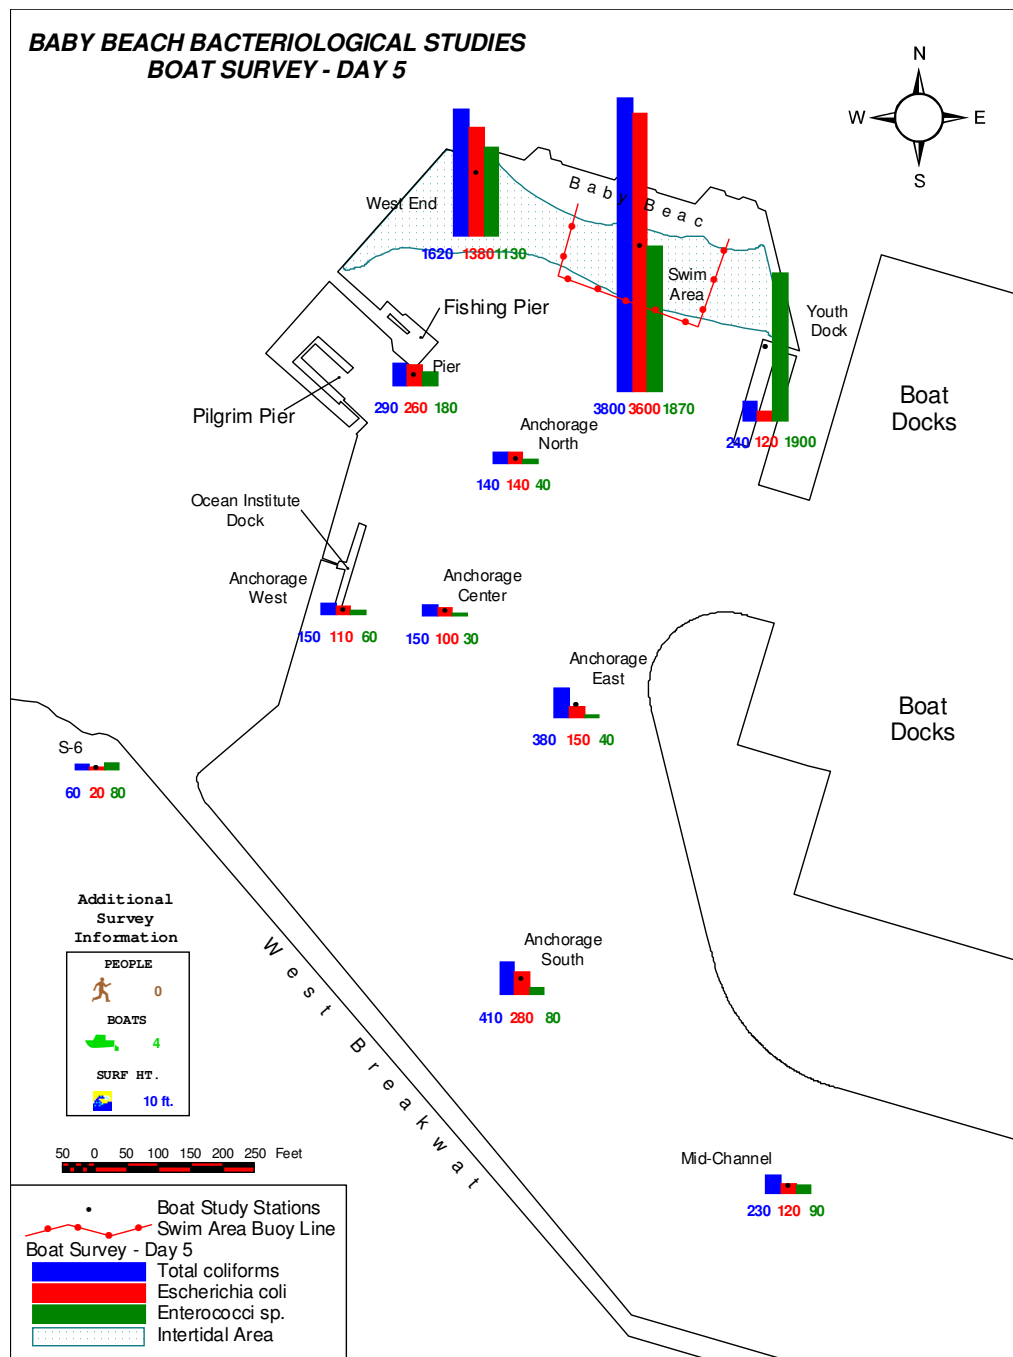 BABY BEACH BACTERIOLOGICAL STUDIES
BOAT SURVEY - DAY 5
N
W E
S
Baby Beac
West End
1620 1380 1130
Swim
Area
3800 3600 1870
Youth
Dock
240 120 1900
Fishing Pier
Pier
290 260 180
Pilgrim Pier
Boat
Docks
Anchorage
North
140 140 40
Ocean Institute
Dock
Anchorage
West
150 110 60
Anchorage
Center
150 100 30
Anchorage
East
380 150 40
Boat
Docks
S-6
60 20 80
Additional
Survey
Information
PEOPLE
0
BOATS
4
SURF HT.
10 ft.
West Breakwat
Anchorage
South
410 280 80
Mid-Channel
230 120 90
50 0 50 100 150 200 250 Feet
Boat Study Stations
Swim Area Buoy Line
Boat Survey - Day 5
Total coliforms
Escherichia coli
Enterococci sp.
Intertidal Area